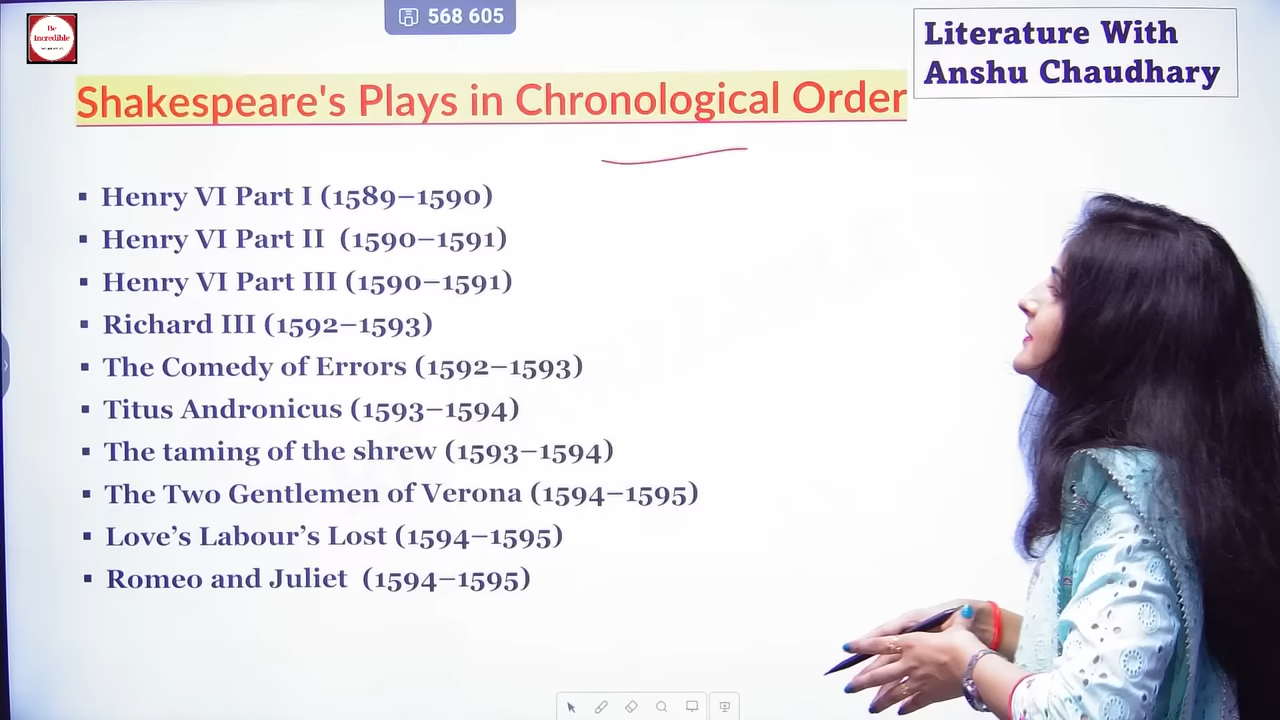 Be
Incredible
568 605
Literature With
Anshu Chaudhary
Shakespeare's Plays in Chronological Order
▪ Henry VI Part I (1589–1590)
▪ Henry VI Part II (1590–1591)
▪ Henry VI Part III (1590–1591)
▪ Richard III (1592–1593)
▪ The Comedy of Errors (1592–1593)
▪ Titus Andronicus (1593–1594)
▪ The taming of the shrew (1593–1594)
▪ The Two Gentlemen of Verona (1594–1595)
▪ Love’s Labour’s Lost (1594–1595)
▪ Romeo and Juliet (1594–1595)